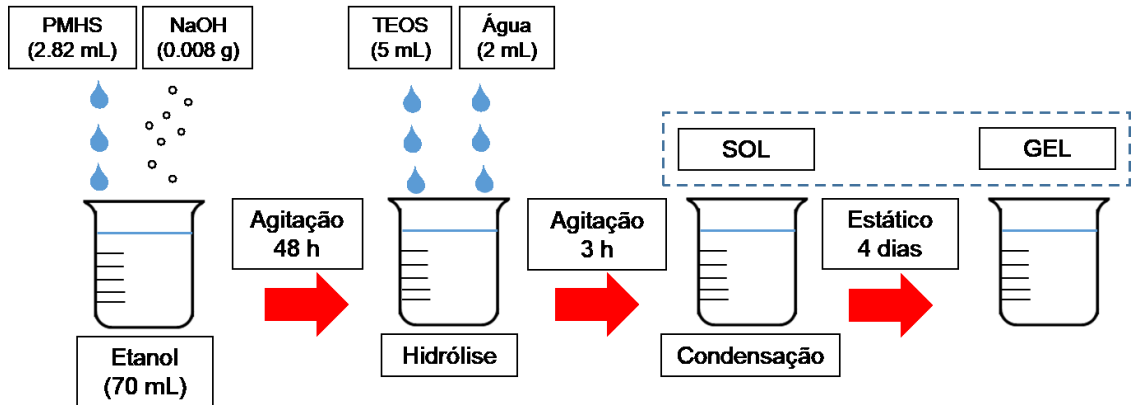 PMHS
(2.82 mL)
NaOH
(0.008 g)
TEOS
(5 mL)
Água
(2 mL)
SOL
GEL
Agitação
48 h
Agitação
3 h
Estático
4 dias
Etanol
(70 mL)
Hidrólise
Condensação